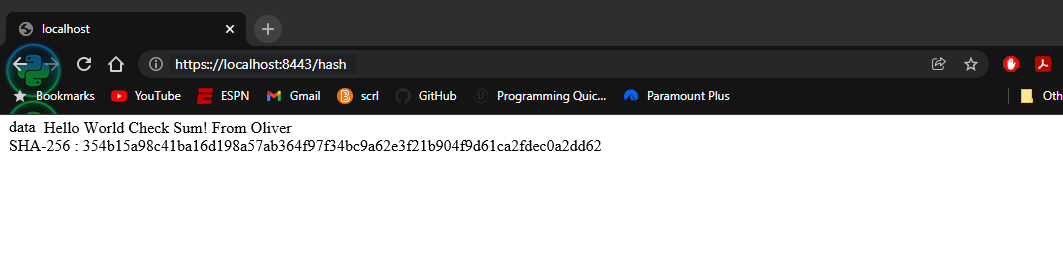 localhost
https:://localhost:8443/hash
Bookmarks YouTube ESPN Gmail scrl GitHub Programming Quic... Paramount Plus Oth
data Hello World Check Sum! From Oliver
SHA-256 : 354b15a98c41ba16d198a57ab364f97f34bc9a62e3f21b904f9d61ca2fdec0a2dd62